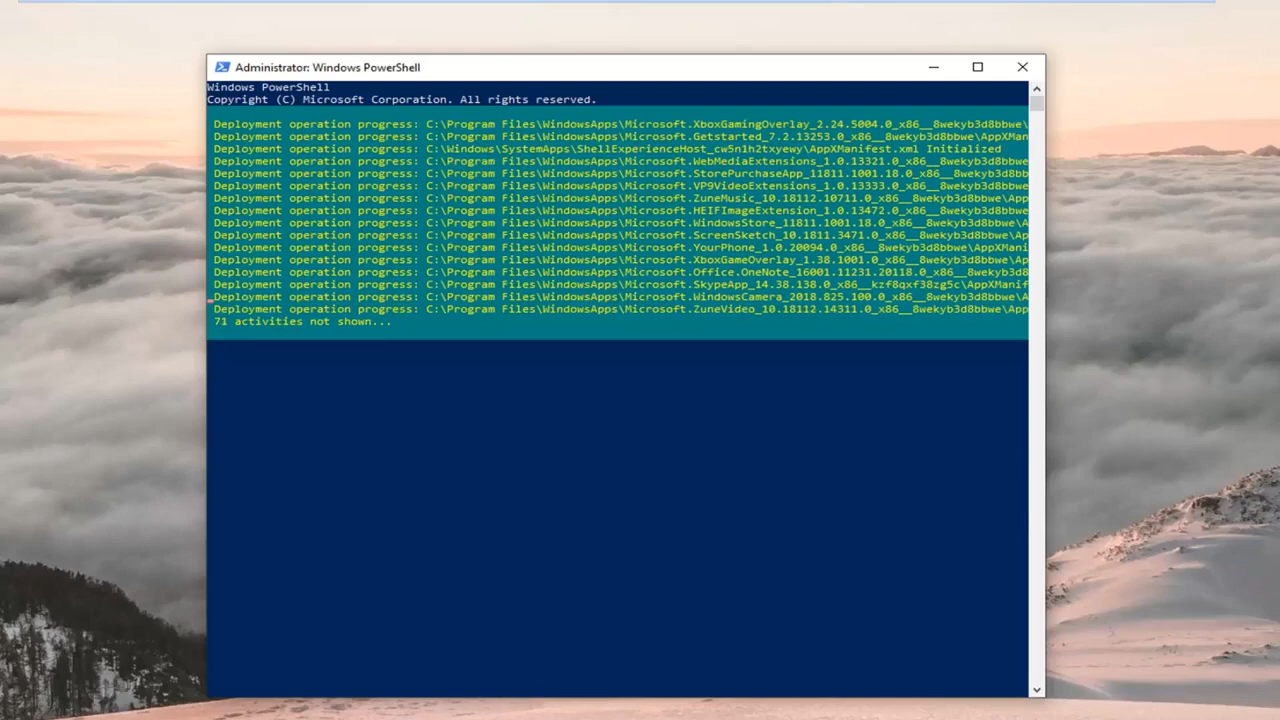 Administrator: Windows PowerShell
Windows PowerShell
Copyright (C) Microsoft Corporation. All rights reserved.
Deployment operation progress: C:\Program Files\WindowsApps\Microsoft.XboxGamingOverlay_2.24.5004.0_x86__8wekyb3d8bbwe\
Deployment operation progress: C:\Program Files\WindowsApps\Microsoft.Getstarted_7.2.13253.0_x86__8wekyb3d8bbwe\AppXMan
Deployment operation progress: C:\Windows\SystemApps\ShellExperienceHost_cw5n1h2txyewy\AppXManifest.xml Initialized
Deployment operation progress: C:\Program Files\WindowsApps\Microsoft.WebMediaExtensions_1.0.13321.0_x86__8wekyb3d8bbwe
Deployment operation progress: C:\Program Files\WindowsApps\Microsoft.StorePurchaseApp_11811.1001.18.0_x86__8wekyb3d8bb
Deployment operation progress: C:\Program Files\WindowsApps\Microsoft.VP9VideoExtensions_1.0.13333.0_x86__8wekyb3d8bbwe
Deployment operation progress: C:\Program Files\WindowsApps\Microsoft.ZuneMusic_10.18112.10711.0_x86__8wekyb3d8bbwe\App
Deployment operation progress: C:\Program Files\WindowsApps\Microsoft.HEIFImageExtension_1.0.13472.0_x86__8wekyb3d8bbwe
Deployment operation progress: C:\Program Files\WindowsApps\Microsoft.WindowsStore_11811.1001.18.0_x86__8wekyb3d8bbwe\A
Deployment operation progress: C:\Program Files\WindowsApps\Microsoft.ScreenSketch_10.1811.3471.0_x86__8wekyb3d8bbwe\Ap
Deployment operation progress: C:\Program Files\WindowsApps\Microsoft.YourPhone_1.0.20094.0_x86__8wekyb3d8bbwe\AppXMani
Deployment operation progress: C:\Program Files\WindowsApps\Microsoft.XboxGameOverlay_1.38.1001.0_x86__8wekyb3d8bbwe\Ap
Deployment operation progress: C:\Program Files\WindowsApps\Microsoft.Office.OneNote_16001.11231.20118.0_x86__8wekyb3d8
Deployment operation progress: C:\Program Files\WindowsApps\Microsoft.SkypeApp_14.38.138.0_x86__kzf8qxf38zg5c\AppXManif
Deployment operation progress: C:\Program Files\WindowsApps\Microsoft.WindowsCamera_2018.825.100.0_x86__8wekyb3d8bbwe\A
Deployment operation progress: C:\Program Files\WindowsApps\Microsoft.ZuneVideo_10.18112.14311.0_x86__8wekyb3d8bbwe\App
71 activities not shown...